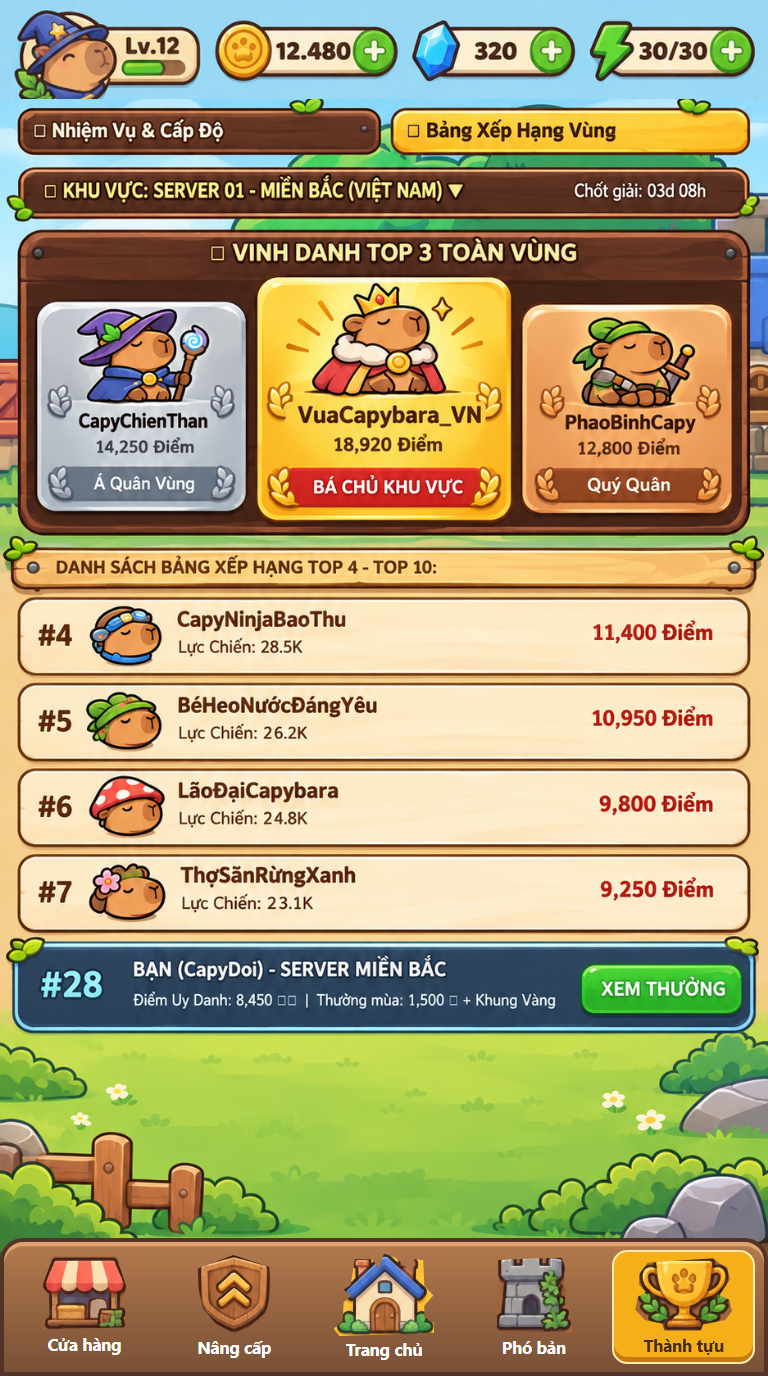 Lv.12
12.480
320
30/30
Nhiệm Vụ & Cấp Độ
Bảng Xếp Hạng Vùng
KHU VỰC: SERVER 01 - MIỀN BẮC (VIỆT NAM) ▼
Chốt giải: 03d 08h
VINH DANH TOP 3 TOÀN VÙNG
CapyChienThan
14,250 Điểm
Á Quân Vùng
VuaCapybara_VN
18,920 Điểm
BÁ CHỦ KHU VỰC
PhaoBinhCapy
12,800 Điểm
Quý Quân
DANH SÁCH BẢNG XẾP HẠNG TOP 4 - TOP 10:
#4
CapyNinjaBaoThu
Lực Chiến: 28.5K
11,400 Điểm
#5
BéHeoNướcĐángYêu
Lực Chiến: 26.2K
10,950 Điểm
#6
LãoĐạiCapybara
Lực Chiến: 24.8K
9,800 Điểm
#7
ThợSănRừngXanh
Lực Chiến: 23.1K
9,250 Điểm
#28
BẠN (CapyDoi) - SERVER MIỀN BẮC
Điểm Uy Danh: 8,450 □□ | Thưởng mùa: 1,500 □ + Khung Vàng
XEM THƯỞNG
Cửa hàng
Nâng cấp
Trang chủ
Phó bản
Thành tựu